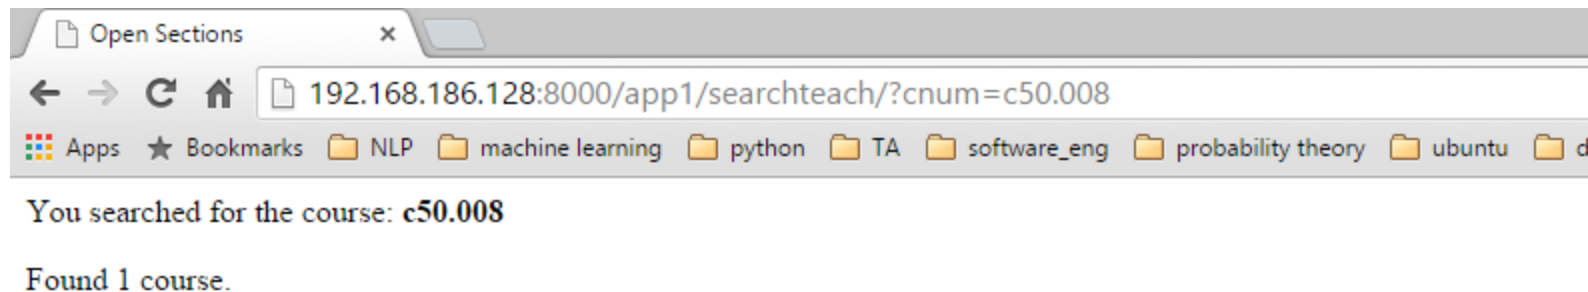 Open Sections
192.168.186.128:8000/app1/searchteach/?cnum=c50.008
Apps Bookmarks NLP machine learning python TA software_eng probability theory ubuntu d
You searched for the course: c50.008
Found 1 course.